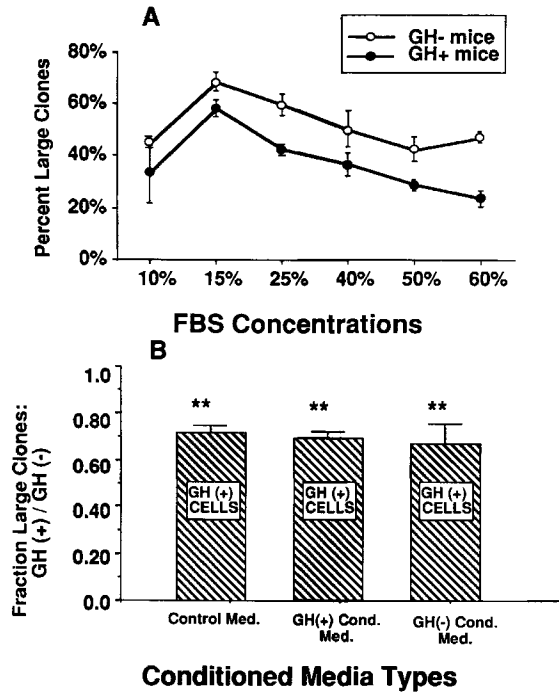 A
GH- mice
GH+ mice
Percent Large Clones
80%
60%
40%
20%
0%
10%
15%
25%
40%
50%
60%
FBS Concentrations
B
Fraction Large Clones:
GH (+) / GH (-)
1.0
0.80
0.60
0.40
0.20
0.0
**
**
**
GH (+)
CELLS
GH (+)
CELLS
GH (+)
CELLS
Control Med.
GH(+) Cond.
Med.
GH(-) Cond.
Med.
Conditioned Media Types